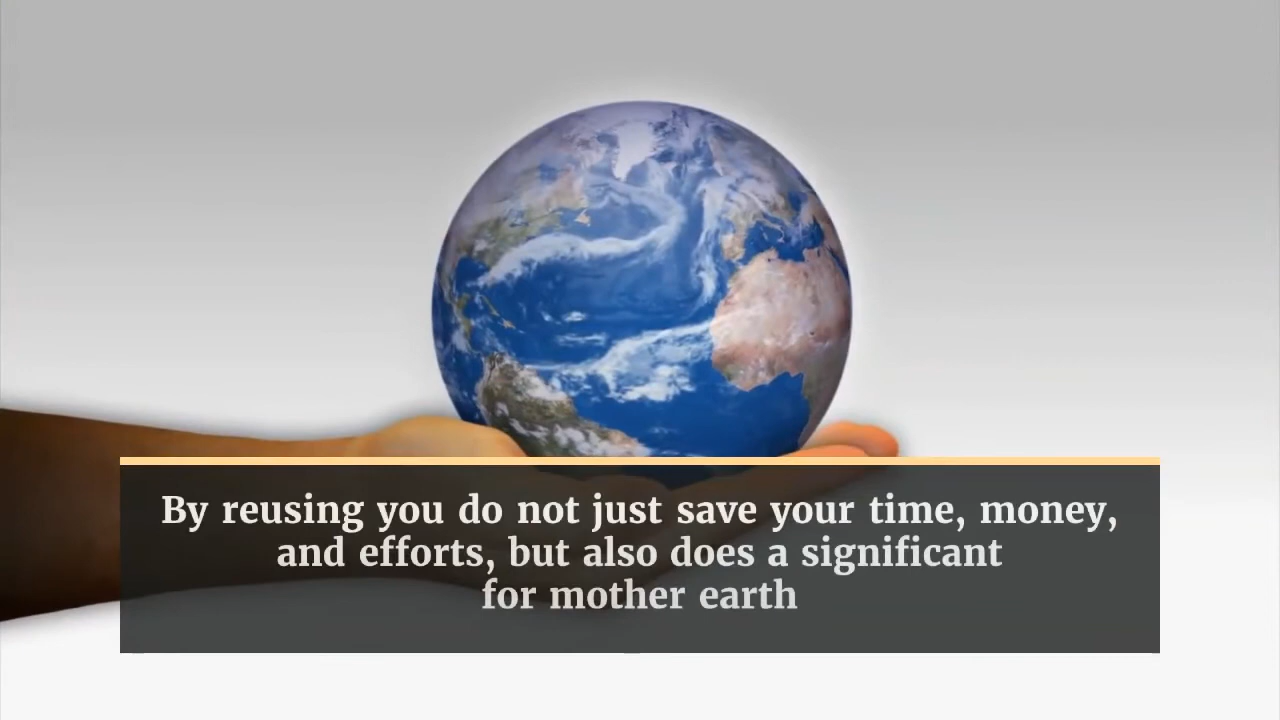 By reusing you do not just save your time, money,
and efforts, but also does a significant
for mother earth